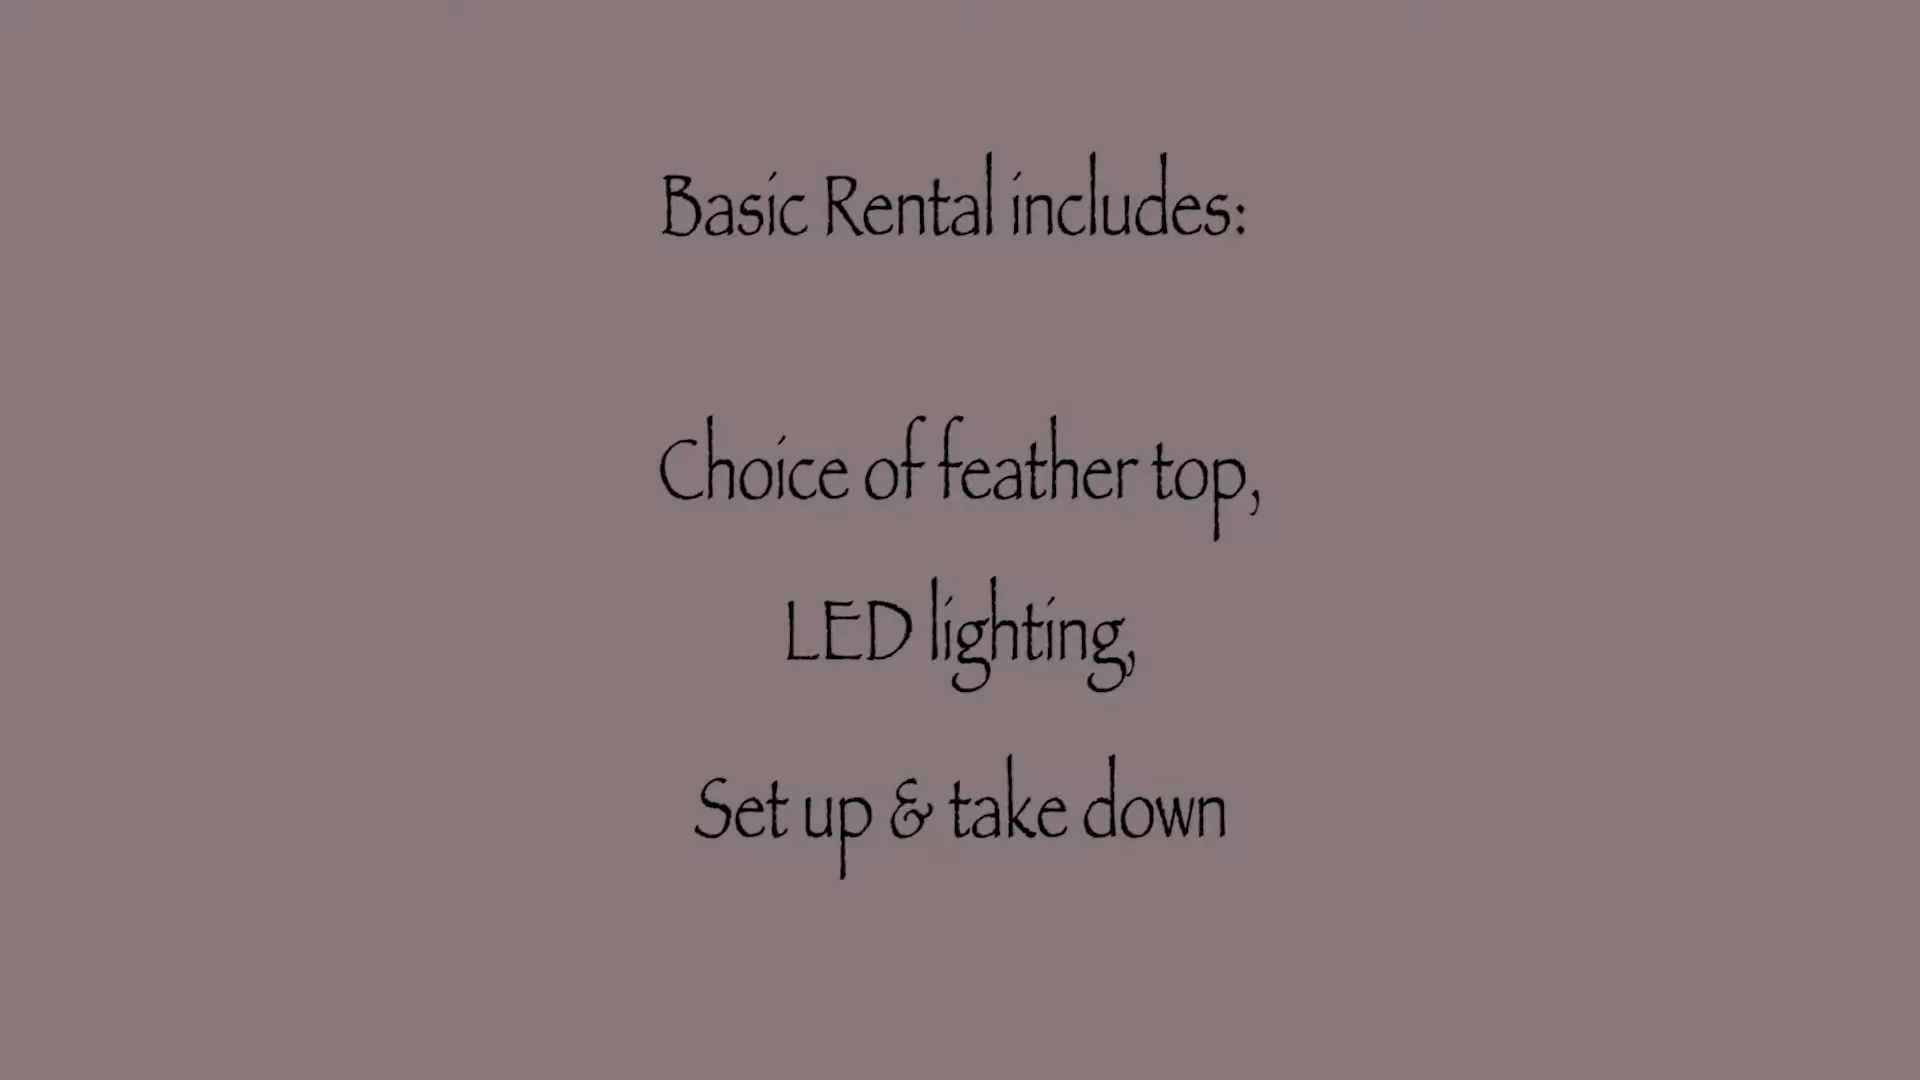 Basic Rental includes:
Choice of feather top,
LED lighting,
Set up & take down